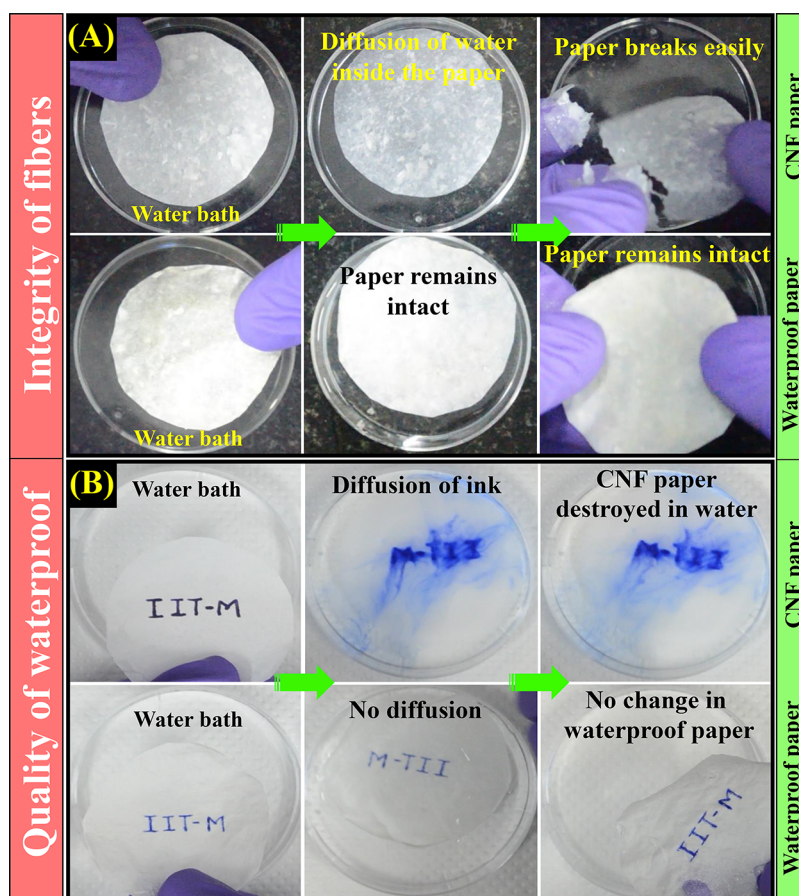 (A)
Integrity of fibers
Diffusion of water
inside the paper
Paper breaks easily
Water bath
CNF paper
Paper remains
intact
Paper remains intact
Water bath
Waterproof paper
(B)
Quality of waterproof
Water bath
Diffusion of ink
CNF paper
destroyed in water
IIT-M
CNF paper
Water bath
No diffusion
No change in
waterproof paper
IIT-M
M-TII
IIT-M
Waterproof paper